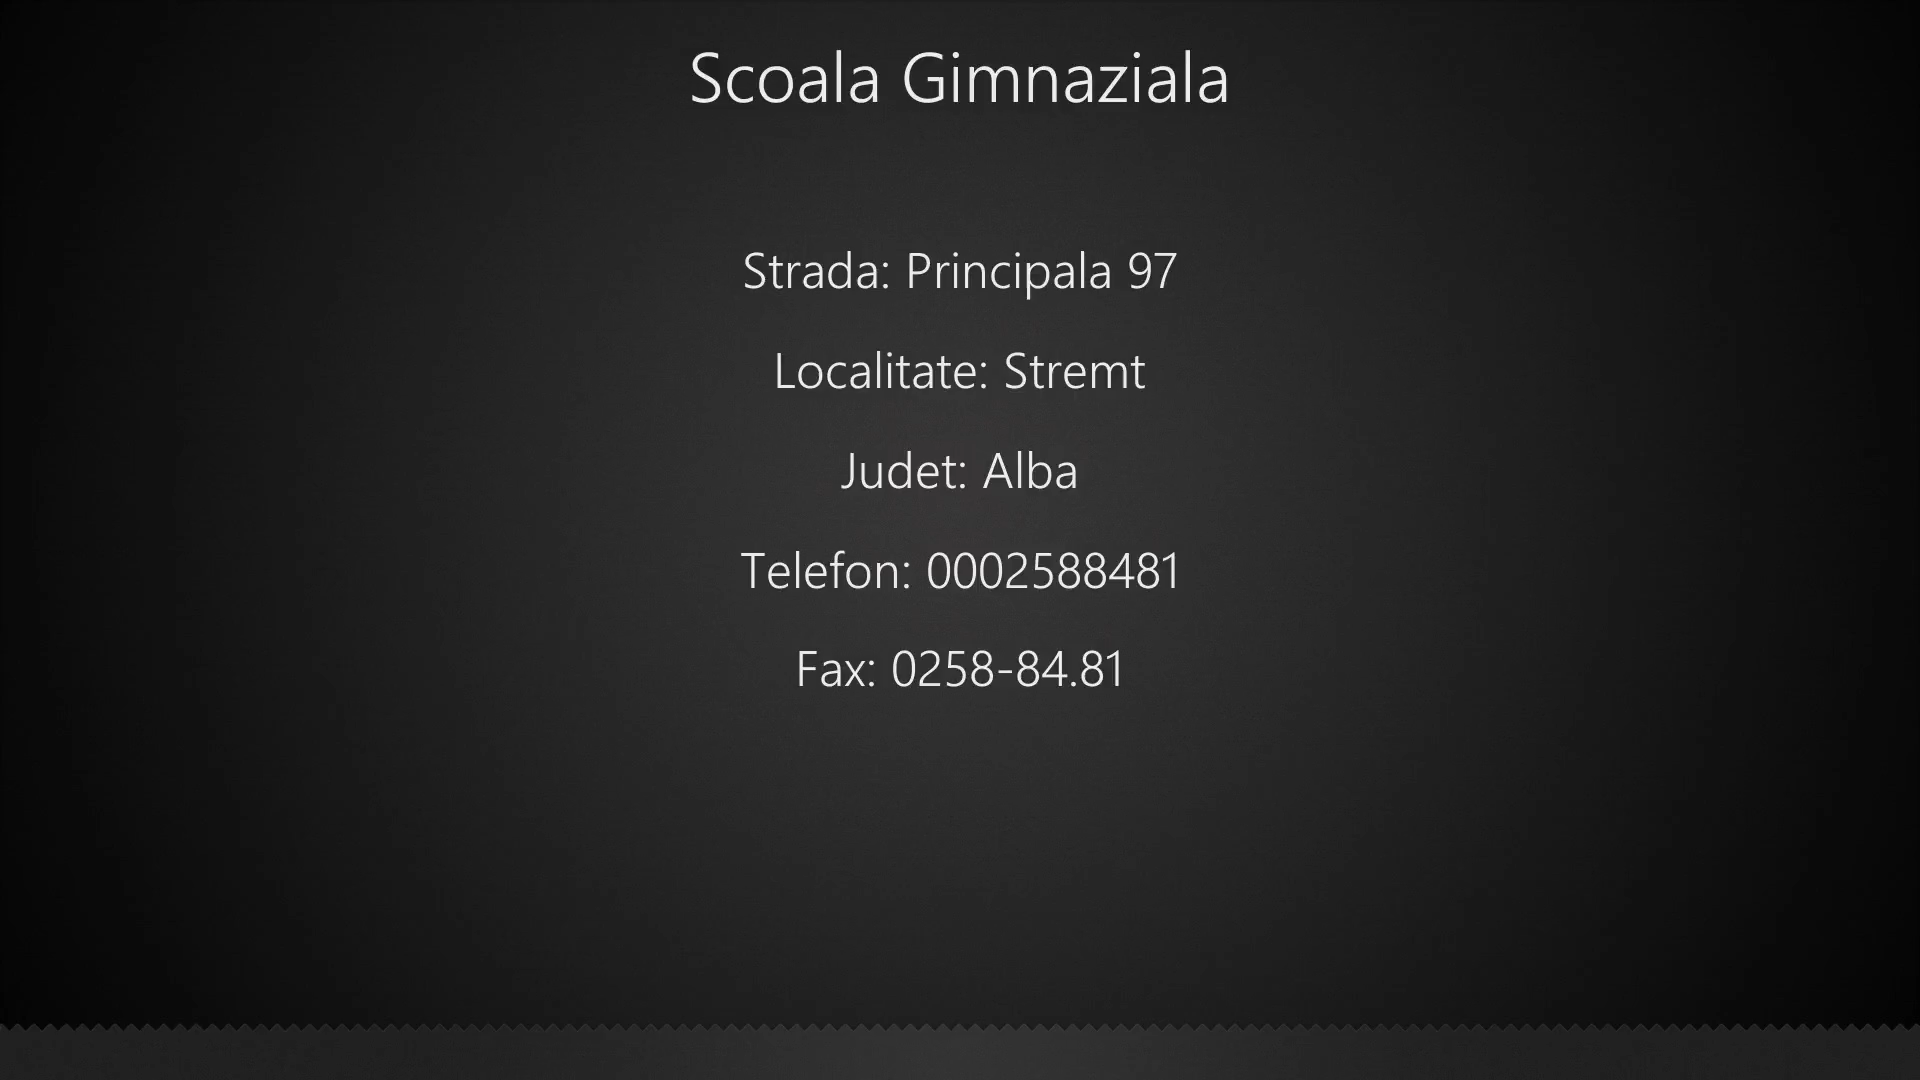 Scoala Gimnaziala
Strada: Principala 97
Localitate: Stremt
Judet: Alba
Telefon: 0002588481
Fax: 0258-84.81